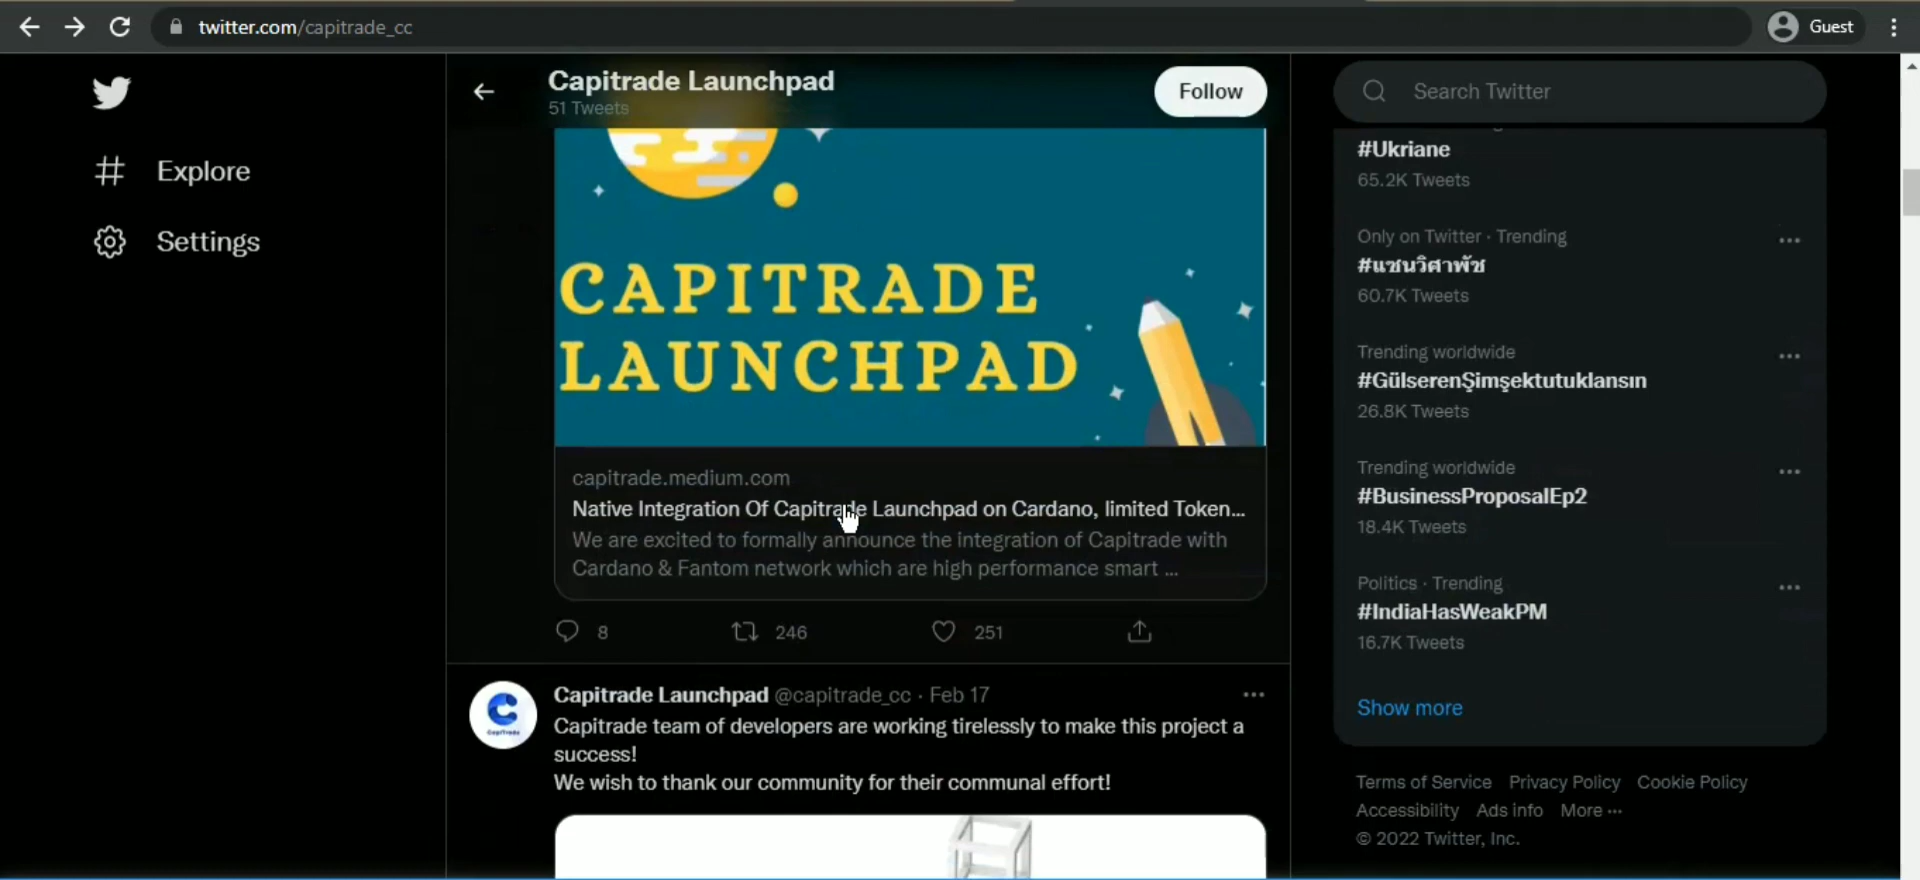 twitter.com/capitrade_cc
Guest
Capitrade Launchpad
51 Tweets
Follow
Search Twitter
Explore
Settings
CAPITRADE
LAUNCHPAD
capitrade.medium.com
Native Integration Of Capitrade Launchpad on Cardano, limited Token...
We are excited to formally announce the integration of Capitrade with
Cardano & Fantom network which are high performance smart ...
8
246
251
Capitrade Launchpad @capitrade_cc · Feb 17
Capitrade team of developers are working tirelessly to make this project a
success!
We wish to thank our community for their communal effort!
#Ukriane
65.2K Tweets
Only on Twitter · Trending
#แซนวิศาพัช
60.7K Tweets
Trending worldwide
#GülserenŞimşektutuklansın
26.8K Tweets
Trending worldwide
#BusinessProposalEp2
18.4K Tweets
Politics · Trending
#IndiaHasWeakPM
16.7K Tweets
Show more
Terms of Service Privacy Policy Cookie Policy
Accessibility Ads info More ···
© 2022 Twitter, Inc.